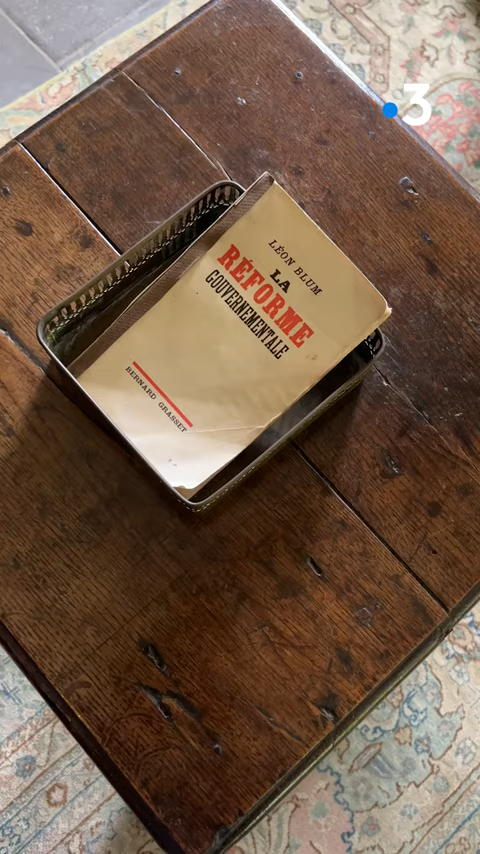 3
LÉON BLUM
LA
RÉFORME
GOUVERNEMENTALE
BERNARD GRASSET